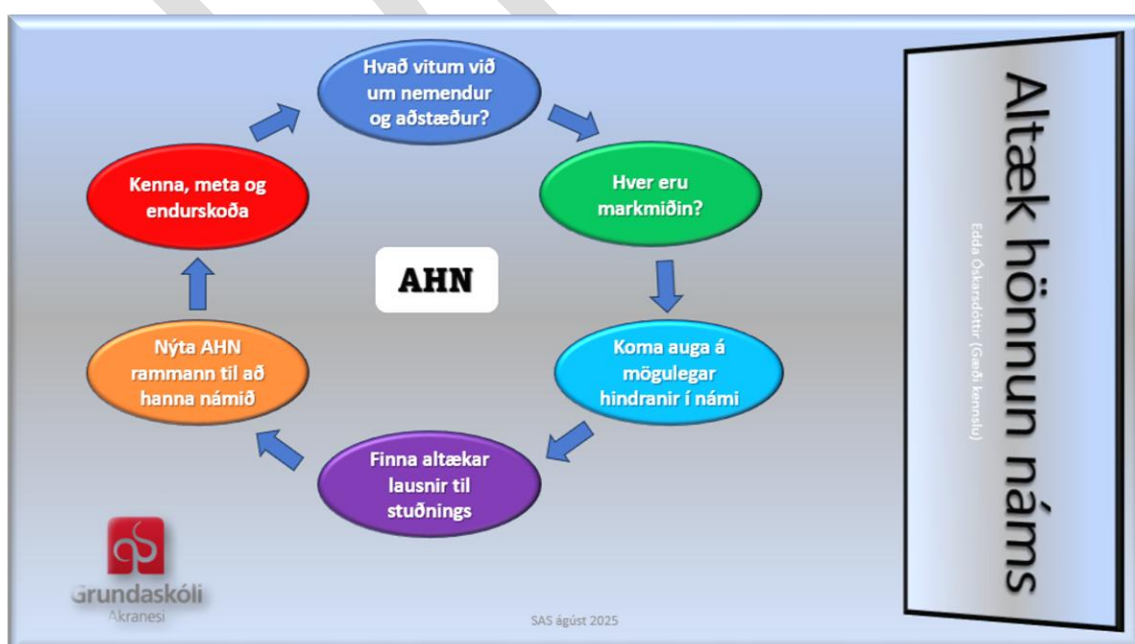 Hvað vitum við
um nemendur
og aðstæður?
Hver eru
markmiðin?
Koma auga á
mögulegar
hindranir í námi
Finna altækar
lausnir til
stuðnings
Nýta AHN
rammann til að
hanna námið
Kenna, meta og
endurskoða
AHN
Altæk hönnun náms
Edda Óskarsdóttir (Gæði kennslu)
Grundaskóli
Akranesi
SAS ágúst 2025